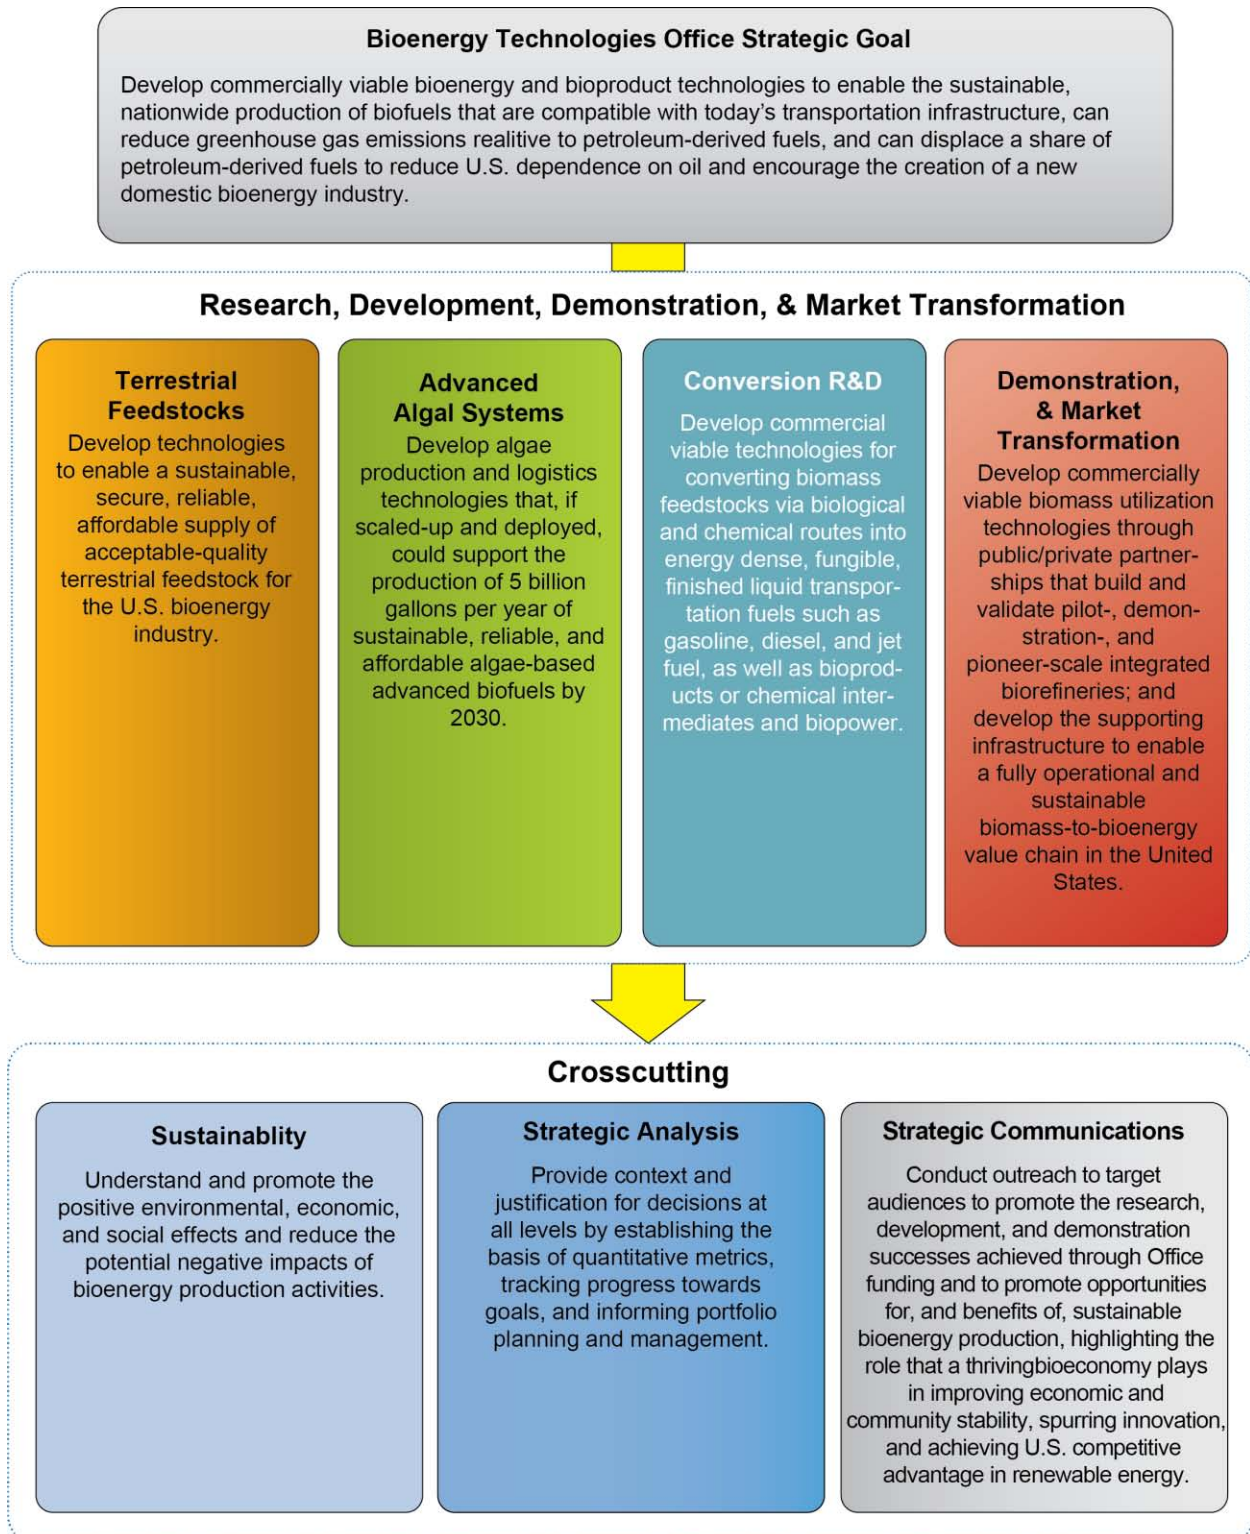 Bioenergy Technologies Office Strategic Goal
Develop commercially viable bioenergy and bioproduct technologies to enable the sustainable,
nationwide production of biofuels that are compatible with today's transportation infrastructure, can
reduce greenhouse gas emissions realitive to petroleum-derived fuels, and can displace a share of
petroleum-derived fuels to reduce U.S. dependence on oil and encourage the creation of a new
domestic bioenergy industry.
Research, Development, Demonstration, & Market Transformation
Terrestrial
Feedstocks
Develop technologies
to enable a sustainable,
secure, reliable,
affordable supply of
acceptable-quality
terrestrial feedstock for
the U.S. bioenergy
industry.
Advanced
Algal Systems
Develop algae
production and logistics
technologies that, if
scaled-up and deployed,
could support the
production of 5 billion
gallons per year of
sustainable, reliable, and
affordable algae-based
advanced biofuels by
2030.
Conversion R&D
Develop commercial
viable technologies for
converting biomass
feedstocks via biological
and chemical routes into
energy dense, fungible,
finished liquid transpor-
tation fuels such as
gasoline, diesel, and jet
fuel, as well as bioprod-
ucts or chemical inter-
mediates and biopower.
Demonstration,
& Market
Transformation
Develop commercially
viable biomass utilization
technologies through
public/private partner-
ships that build and
validate pilot-, demon-
stration-, and
pioneer-scale integrated
biorefineries; and
develop the supporting
infrastructure to enable
a fully operational and
sustainable
biomass-to-bioenergy
value chain in the United
States.
Crosscutting
Sustainablity
Understand and promote the
positive environmental, economic,
and social effects and reduce the
potential negative impacts of
bioenergy production activities.
Strategic Analysis
Provide context and
justification for decisions at
all levels by establishing the
basis of quantitative metrics,
tracking progress towards
goals, and informing portfolio
planning and management.
Strategic Communications
Conduct outreach to target
audiences to promote the research,
development, and demonstration
successes achieved through Office
funding and to promote opportunities
for, and benefits of, sustainable
bioenergy production, highlighting the
role that a thrivingbioeconomy plays
in improving economic and
community stability, spurring innovation,
and achieving U.S. competitive
advantage in renewable energy.